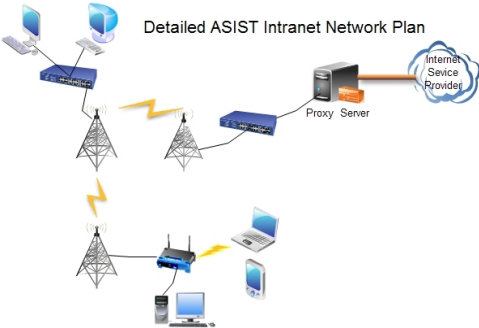 Detailed ASIST Intranet Network Plan
Internet
Sevice
Provider
Proxy Server